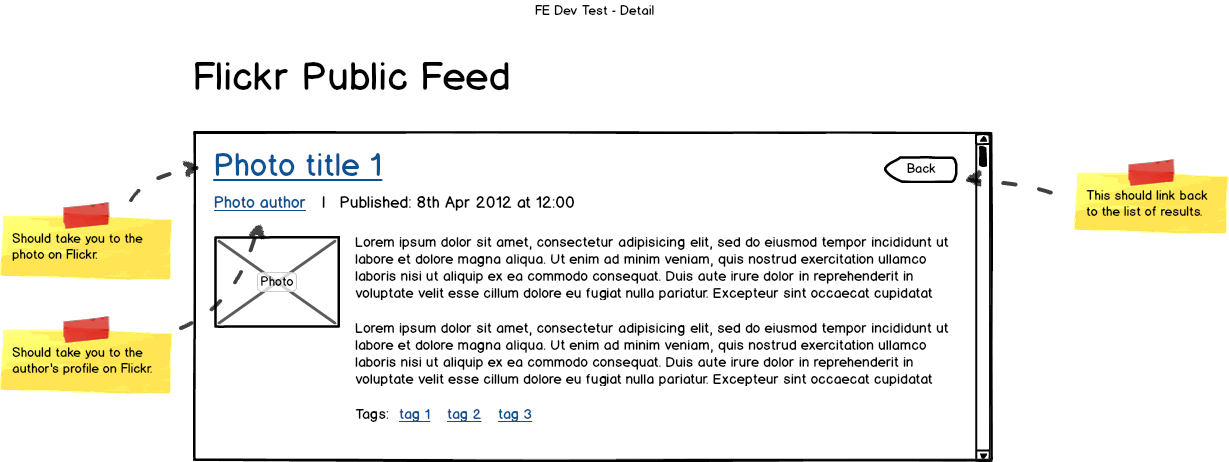 FE Dev Test - Detail
Flickr Public Feed
Photo title 1
Back
Photo author | Published: 8th Apr 2012 at 12:00
Should take you to the
photo on Flickr.
This should link back
to the list of results.
Photo
Lorem ipsum dolor sit amet, consectetur adipisicing elit, sed do eiusmod tempor incididunt ut
labore et dolore magna aliqua. Ut enim ad minim veniam, quis nostrud exercitation ullamco
laboris nisi ut aliquip ex ea commodo consequat. Duis aute irure dolor in reprehenderit in
voluptate velit esse cillum dolore eu fugiat nulla pariatur. Excepteur sint occaecat cupidatat
Lorem ipsum dolor sit amet, consectetur adipisicing elit, sed do eiusmod tempor incididunt ut
labore et dolore magna aliqua. Ut enim ad minim veniam, quis nostrud exercitation ullamco
laboris nisi ut aliquip ex ea commodo consequat. Duis aute irure dolor in reprehenderit in
voluptate velit esse cillum dolore eu fugiat nulla pariatur. Excepteur sint occaecat cupidatat
Should take you to the
author's profile on Flickr.
Tags: tag 1 tag 2 tag 3